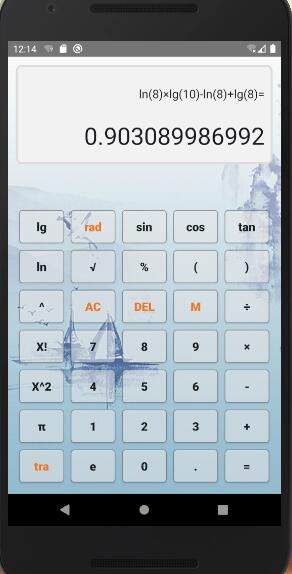 12:14
ln(8)×lg(10)-ln(8)+lg(8)=
0.903089986992
lg rad sin cos tan
ln √ % ( )
^ AC DEL M ÷
X! 7 8 9 ×
X^2 4 5 6 -
π 1 2 3 +
tra e 0 . =